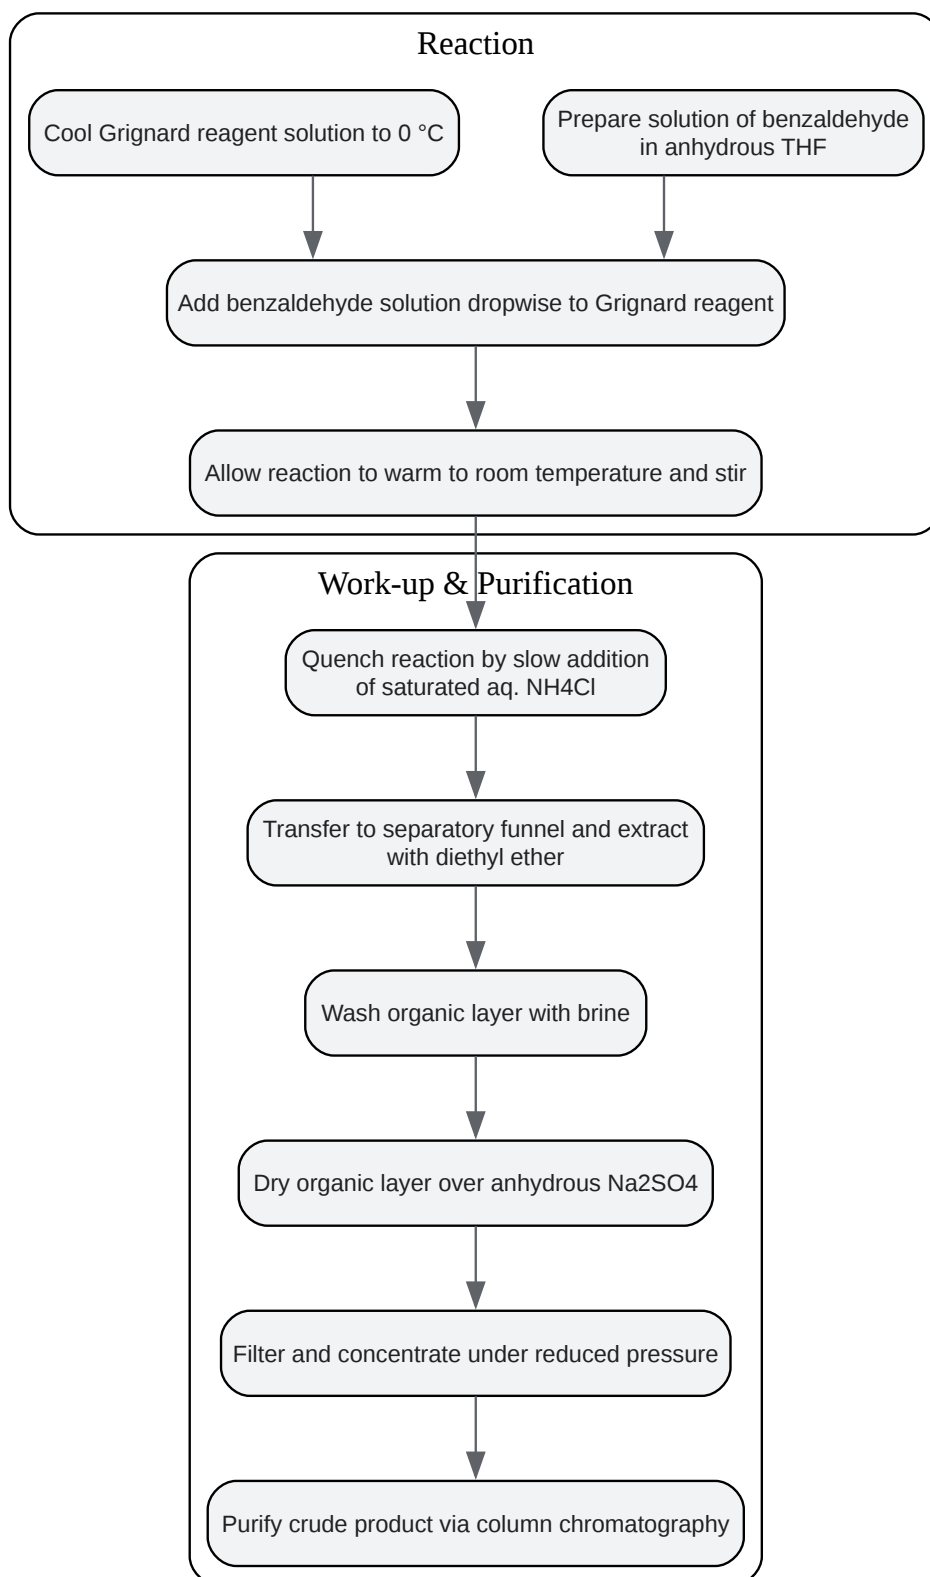 Reaction
Cool Grignard reagent solution to 0 °C
Prepare solution of benzaldehyde
in anhydrous THF
Add benzaldehyde solution dropwise to Grignard reagent
Allow reaction to warm to room temperature and stir
Work-up & Purification
Quench reaction by slow addition
of saturated aq. NH4Cl
Transfer to separatory funnel and extract
with diethyl ether
Wash organic layer with brine
Dry organic layer over anhydrous Na2SO4
Filter and concentrate under reduced pressure
Purify crude product via column chromatography